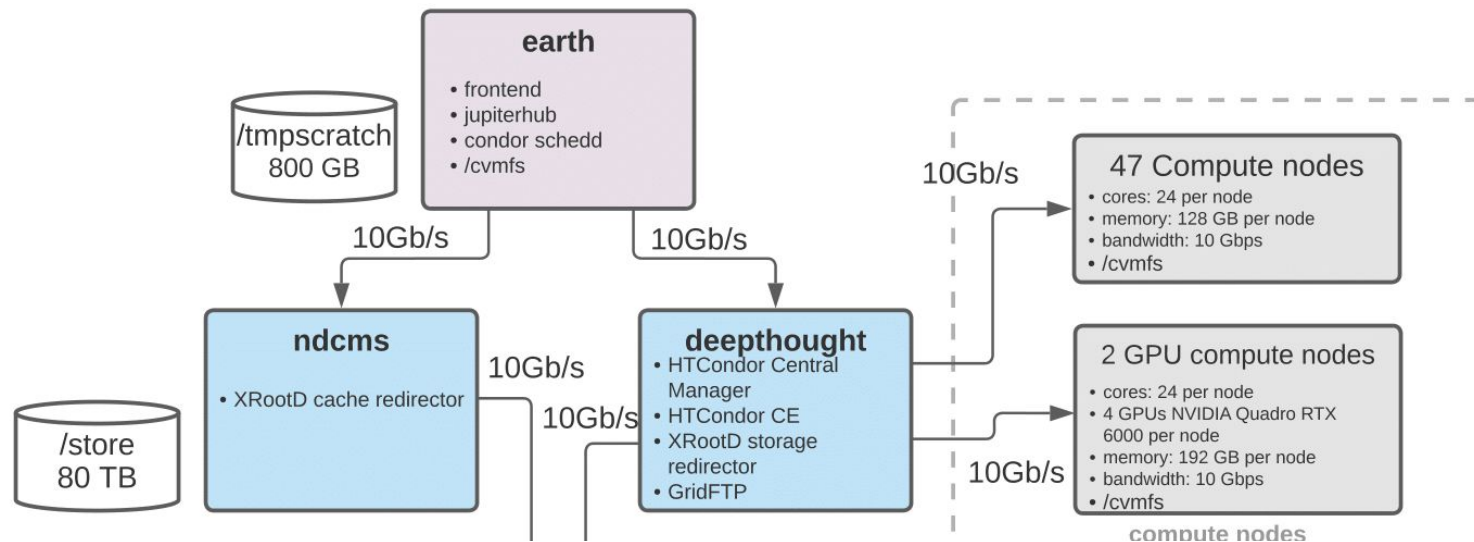 earth
• frontend
• jupiterhub
• condor schedd
• /cvmfs
/tmpscratch
800 GB
10Gb/s
10Gb/s
10Gb/s
47 Compute nodes
• cores: 24 per node
• memory: 128 GB per node
• bandwidth: 10 Gbps
• /cvmfs
ndcms
• XRootD cache redirector
10Gb/s
/store
80 TB
deepthought
• HTCondor Central
Manager
• HTCondor CE
• XRootD storage
redirector
• GridFTP
10Gb/s
10Gb/s
2 GPU compute nodes
• cores: 24 per node
• 4 GPUs NVIDIA Quadro RTX
6000 per node
• memory: 192 GB per node
• bandwidth: 10 Gbps
• /cvmfs
compute nodes